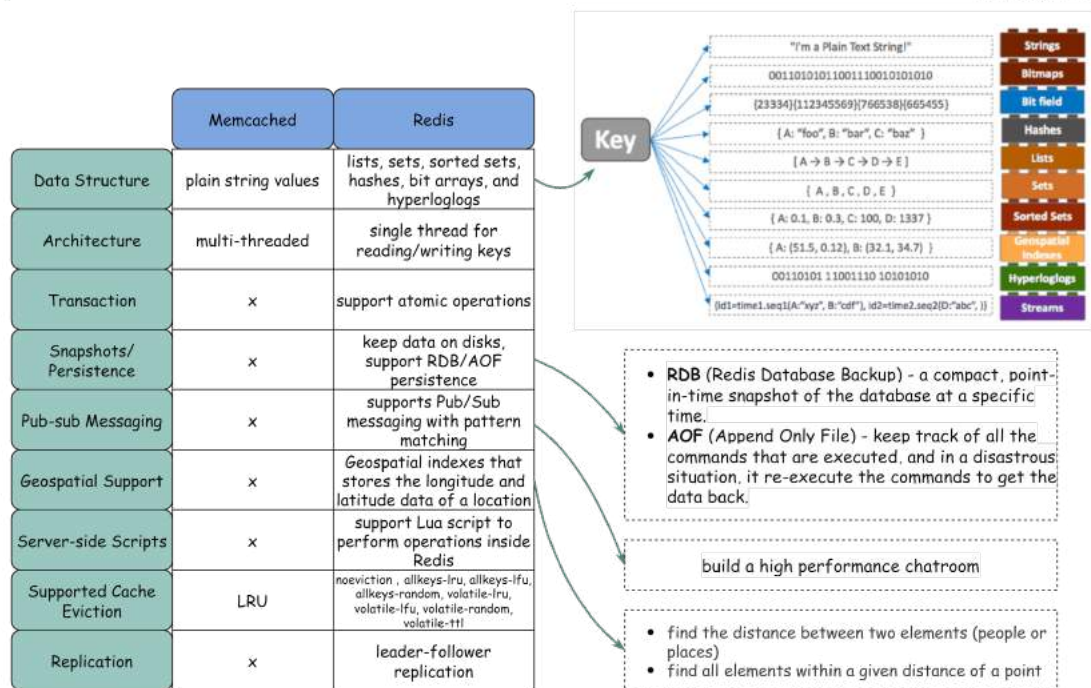 Memcached
Redis
Data Structure
plain string values
lists, sets, sorted sets,
hashes, bit arrays, and
hyperloglogs
Architecture
multi-threaded
single thread for
reading/writing keys
Transaction
x
support atomic operations
Snapshots/
Persistence
x
keep data on disks,
support RDB/AOF
persistence
Pub-sub Messaging
x
supports Pub/Sub
messaging with pattern
matching
Geospatial Support
x
Geospatial indexes that
stores the longitude and
latitude data of a location
Server-side Scripts
x
support Lua script to
perform operations inside
Redis
Supported Cache
Eviction
LRU
noeviction , allkeys-lru, allkeys-lfu,
allkeys-random, volatile-lru,
volatile-lfu, volatile-random,
volatile-ttl
Replication
x
leader-follower
replication
Key
"I'm a Plain Text String!"
Strings
00110101011001110010101010
Bitmaps
{23334}{112345569}{766538}{665455}
Bit field
{ A: "foo", B: "bar", C: "baz" }
Hashes
[ A → B → C → D → E ]
Lists
{ A , B , C , D , E }
Sets
{ A: 0.1, B: 0.3, C: 100, D: 1337 }
Sorted Sets
{ A: (51.5, 0.12), B: (32.1, 34.7) }
Geospatial
Indexes
00110101 11001110 10101010
Hyperloglogs
{id1=time1.seq1(A:"xyz", B:"cdf"), id2=time2.seq2(D:"abc", )}
Streams
• RDB (Redis Database Backup) - a compact, point-
in-time snapshot of the database at a specific
time.
• AOF (Append Only File) - keep track of all the
commands that are executed, and in a disastrous
situation, it re-execute the commands to get the
data back.
build a high performance chatroom
• find the distance between two elements (people or
places)
• find all elements within a given distance of a point